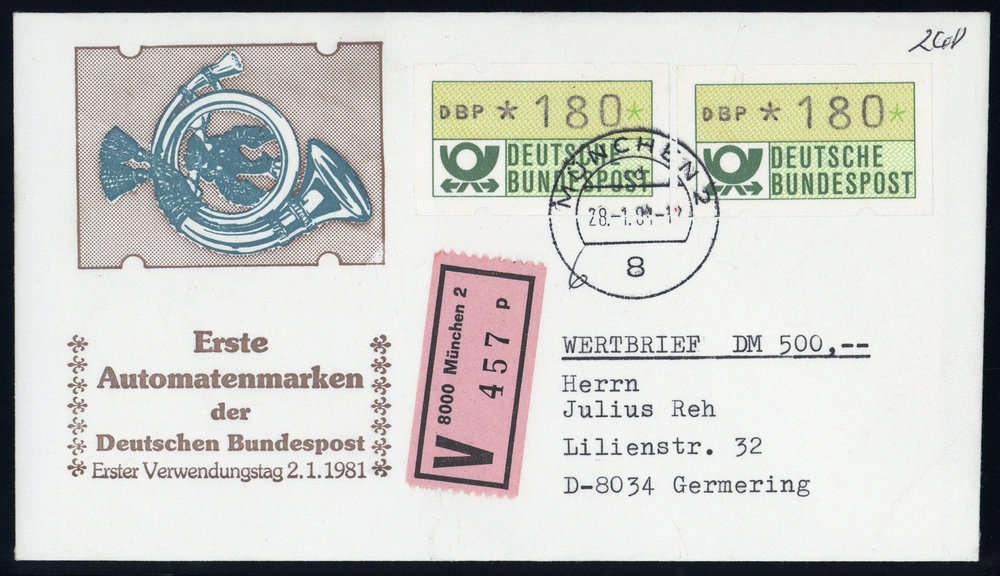 DBP *180*
DEUTSCHE
BUNDESPOST
DBP *180*
DEUTSCHE
BUNDESPOST
MÜNCHEN 2
8
V 8000 München 2
457 p
Erste
Automatenmarken
der
Deutschen Bundespost
Erster Verwendungstag 2.1.1981
WERTBRIEF DM 500,--
Herrn
Julius Reh
Lilienstr. 32
D-8034 Germering